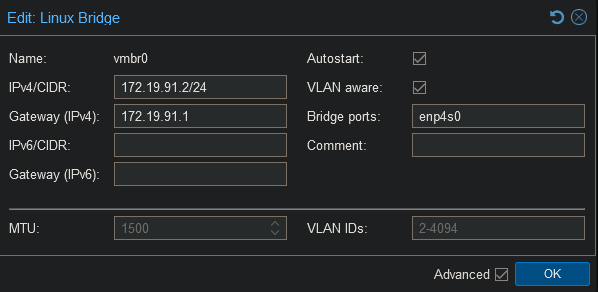 Edit: Linux Bridge
Name: vmbr0 Autostart:
IPv4/CIDR: 172.19.91.2/24 VLAN aware:
Gateway (IPv4): 172.19.91.1 Bridge ports: enp4s0
IPv6/CIDR: Comment:
Gateway (IPv6):
MTU: 1500 VLAN IDs: 2-4094
Advanced OK